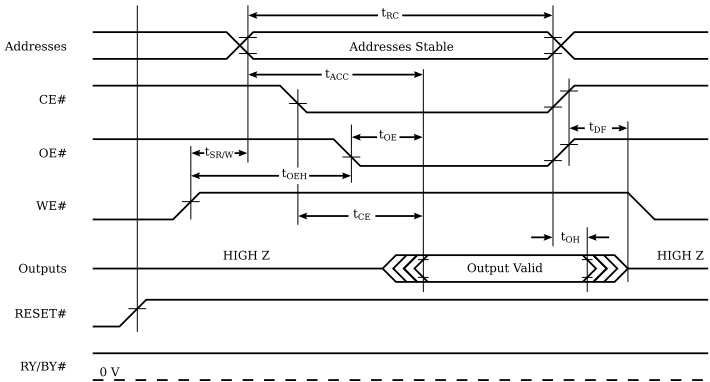 tRC
Addresses
Addresses Stable
tACC
CE#
tDF
tOE
OE#
tSR/W
tOEH
WE#
tCE
tOH
HIGH Z
HIGH Z
Outputs
Output Valid
RESET#
RY/BY#
0 V